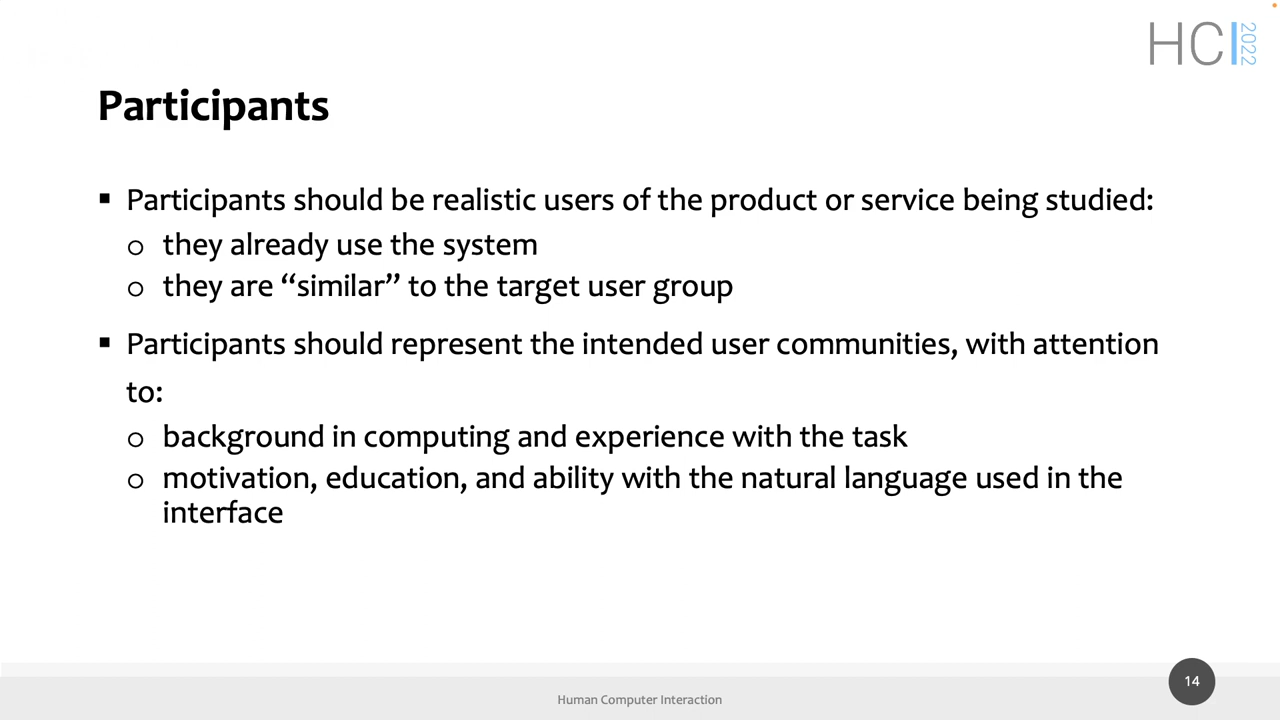 HCI 2022
Participants
▪ Participants should be realistic users of the product or service being studied:
o they already use the system
o they are “similar” to the target user group
▪ Participants should represent the intended user communities, with attention
to:
o background in computing and experience with the task
o motivation, education, and ability with the natural language used in the
interface
Human Computer Interaction
14